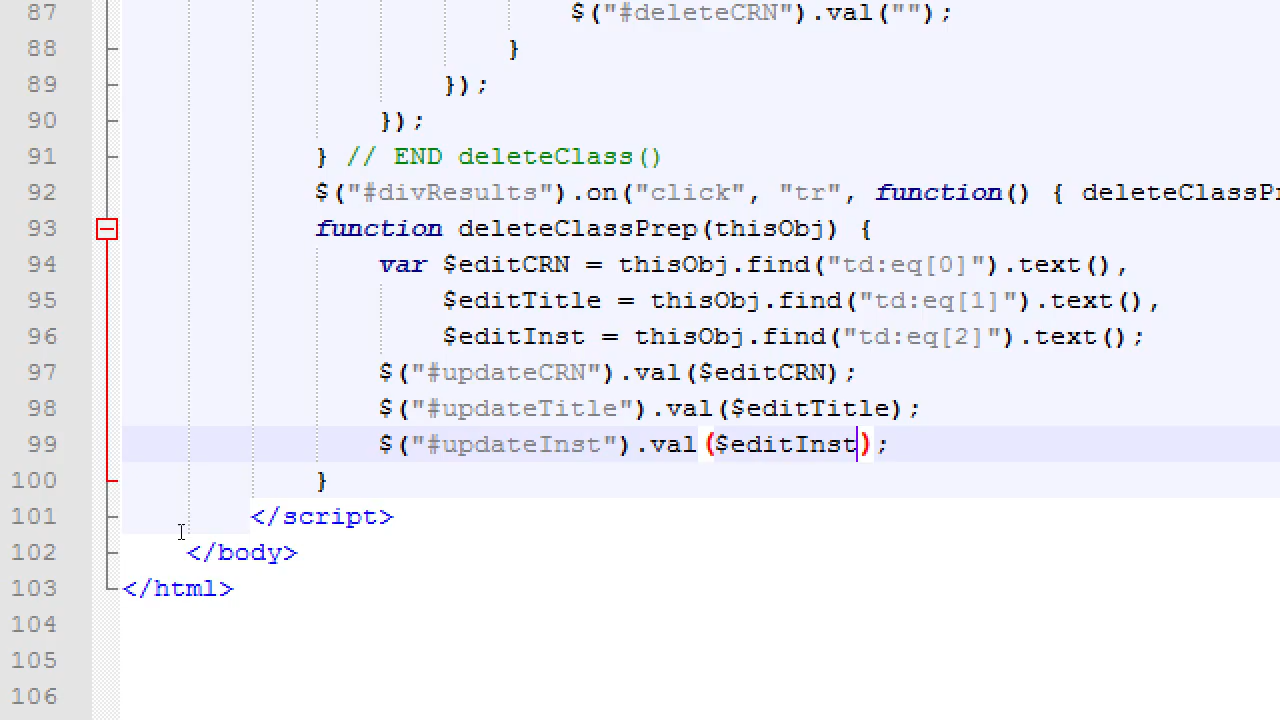 87 $("#deleteCRN").val("");
88 }
89 });
90 });
91 } // END deleteClass()
92 $("#divResults").on("click", "tr", function() { deleteClassP
93 function deleteClassPrep(thisObj) {
94 var $editCRN = thisObj.find("td:eq[0]").text(),
95 $editTitle = thisObj.find("td:eq[1]").text(),
96 $editInst = thisObj.find("td:eq[2]").text();
97 $("#updateCRN").val($editCRN);
98 $("#updateTitle").val($editTitle);
99 $("#updateInst").val($editInst);
100 }
101 </script>
102 </body>
103 </html>
104
105
106